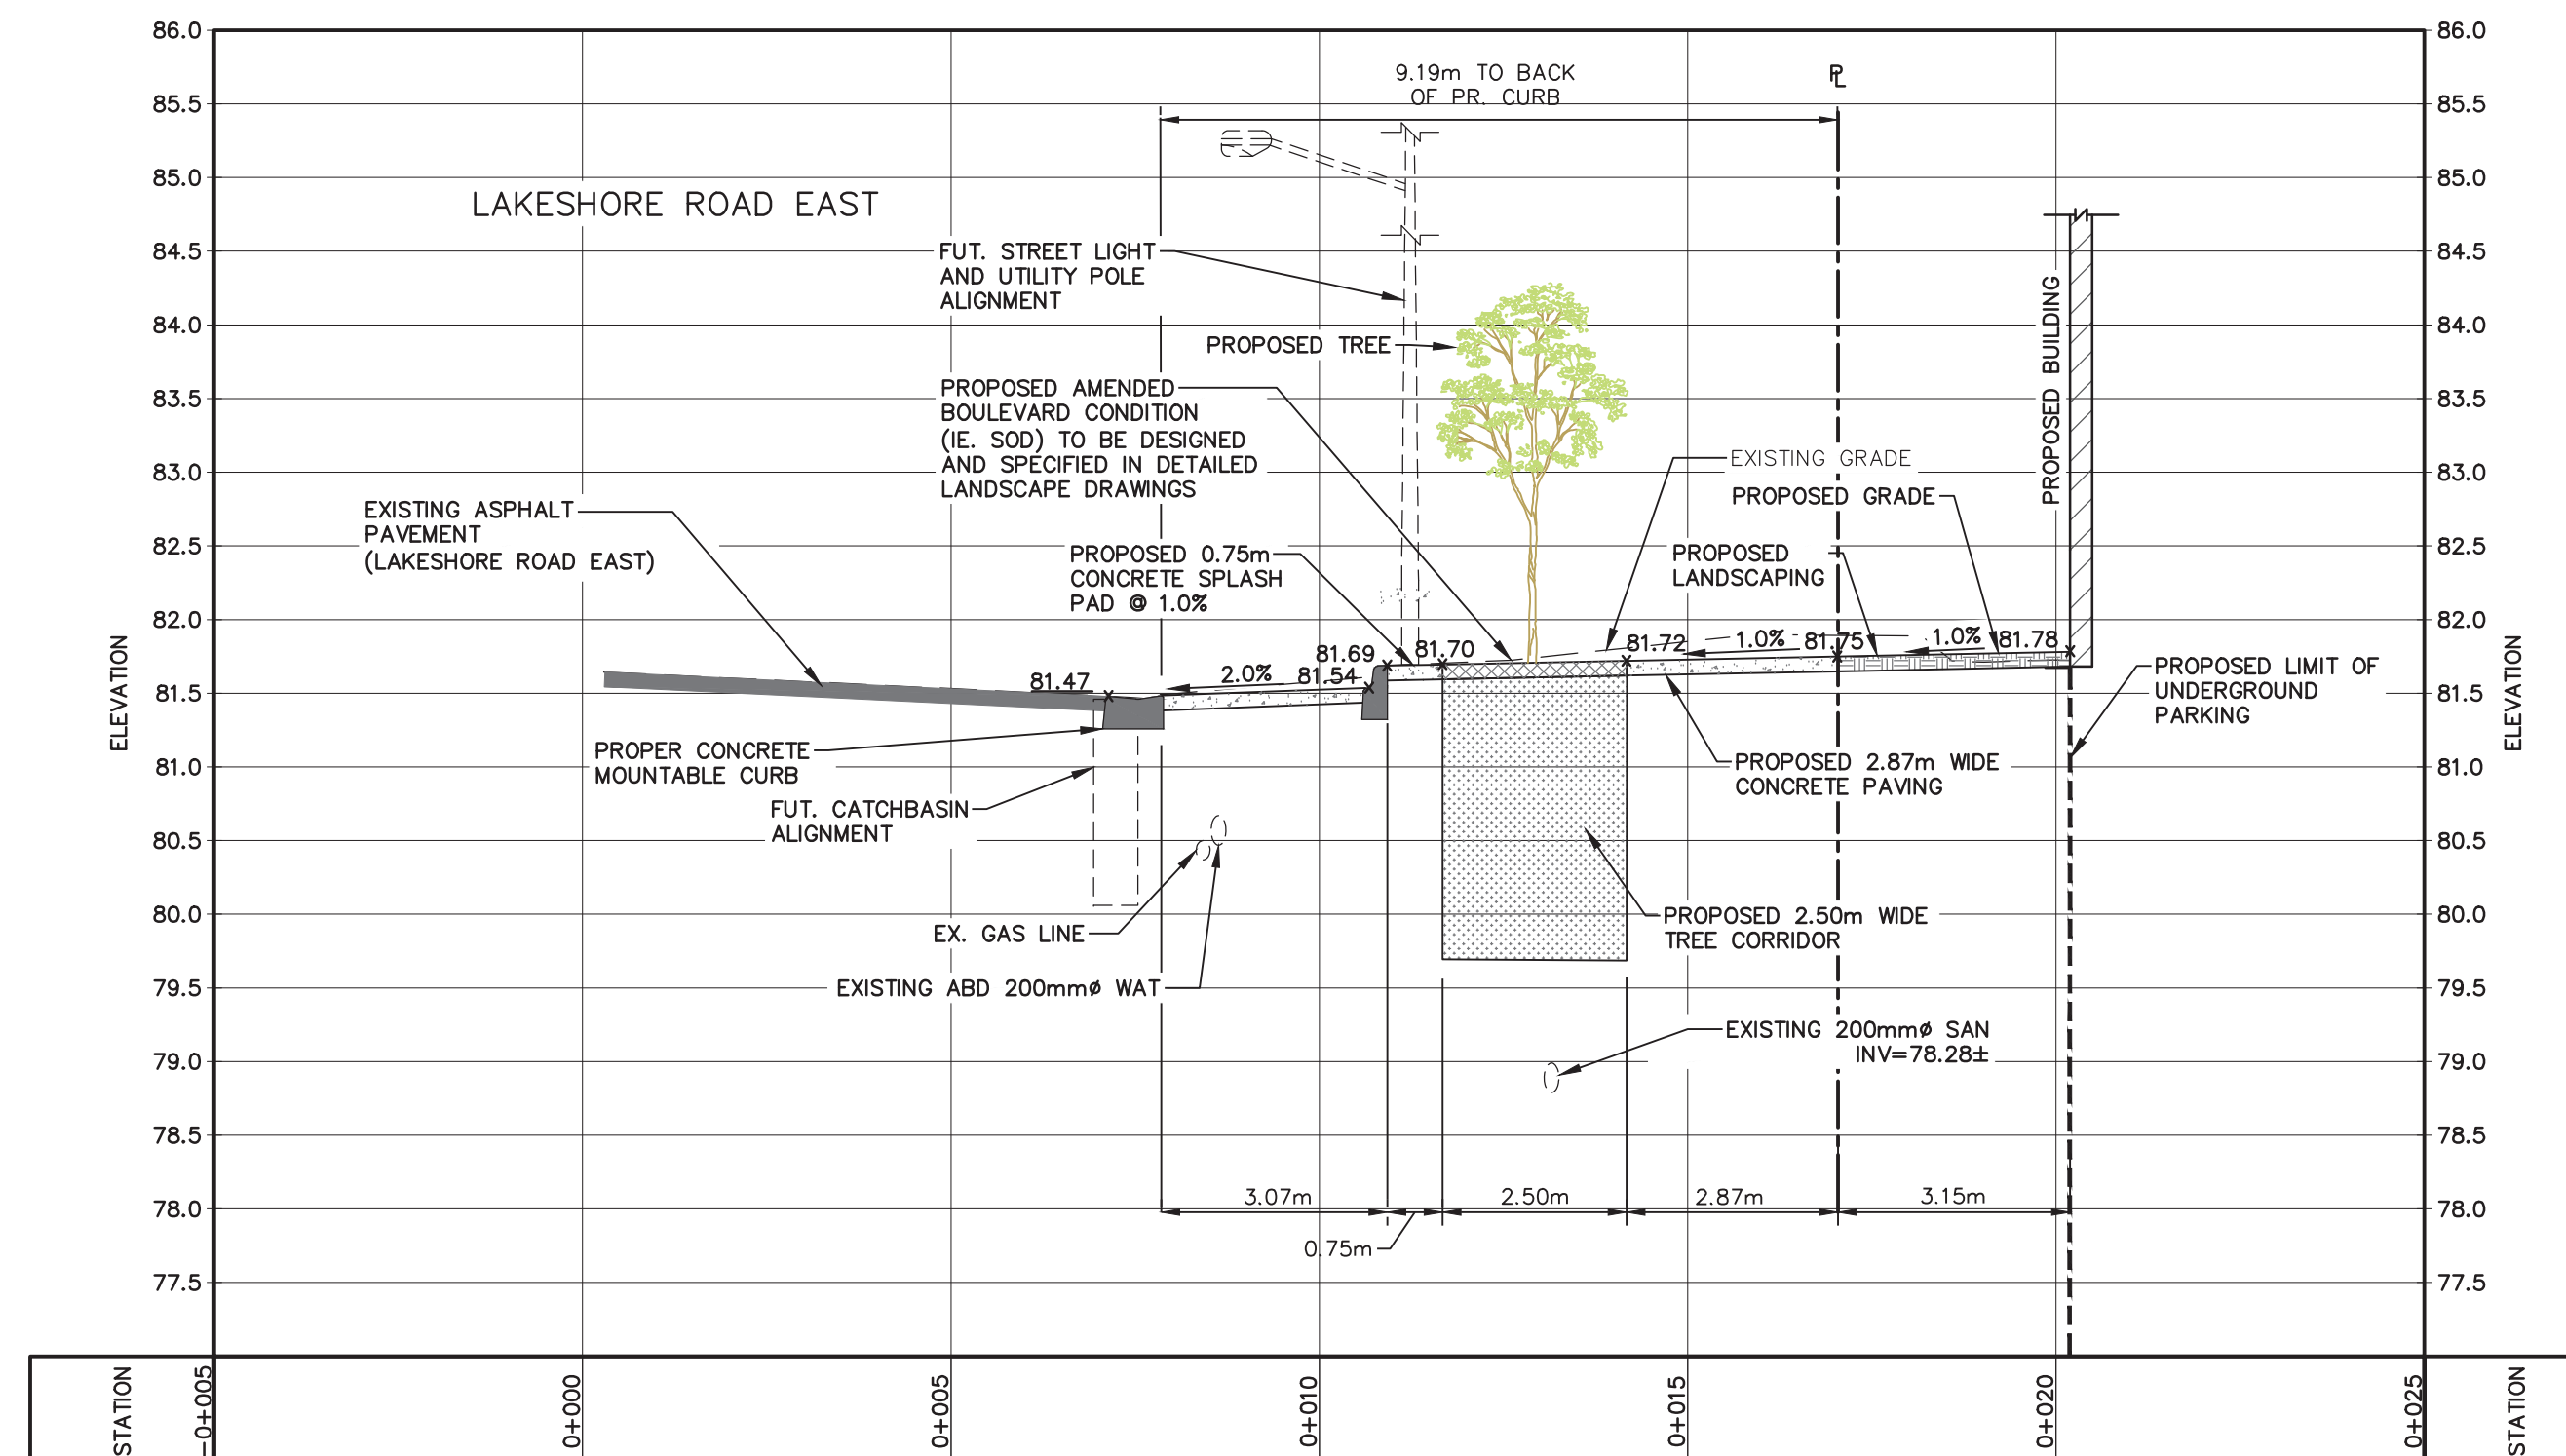 86.0
86.0
9.19m TO BACK
OF PR. CURB
PL
85.5
85.5
85.0
85.0
LAKESHORE ROAD EAST
84.5
84.5
FUT. STREET LIGHT
AND UTILITY POLE
ALIGNMENT
84.0
84.0
PROPOSED TREE
PROPOSED BUILDING
83.5
83.5
PROPOSED AMENDED
BOULEVARD CONDITION
(IE. SOD) TO BE DESIGNED
AND SPECIFIED IN DETAILED
LANDSCAPE DRAWINGS
83.0
83.0
EXISTING GRADE
PROPOSED GRADE
EXISTING ASPHALT
PAVEMENT
(LAKESHORE ROAD EAST)
82.5
82.5
PROPOSED 0.75m
CONCRETE SPLASH
PAD @ 1.0%
PROPOSED
LANDSCAPING
82.0
82.0
ELEVATION
ELEVATION
81.69
81.70
81.72
1.0%
81.75
1.0%
81.78
81.47
2.0%
81.54
81.5
81.5
PROPOSED LIMIT OF
UNDERGROUND
PARKING
PROPER CONCRETE
MOUNTABLE CURB
PROPOSED 2.87m WIDE
CONCRETE PAVING
81.0
81.0
FUT. CATCHBASIN
ALIGNMENT
80.5
80.5
80.0
80.0
EX. GAS LINE
PROPOSED 2.50m WIDE
TREE CORRIDOR
79.5
79.5
EXISTING ABD 200mmø WAT
EXISTING 200mmø SAN
INV=78.28±
79.0
79.0
78.5
78.5
78.0
78.0
3.07m
2.50m
2.87m
3.15m
0.75m
77.5
77.5
STATION
-0+005
0+000
0+005
0+010
0+015
0+020
0+025
STATION